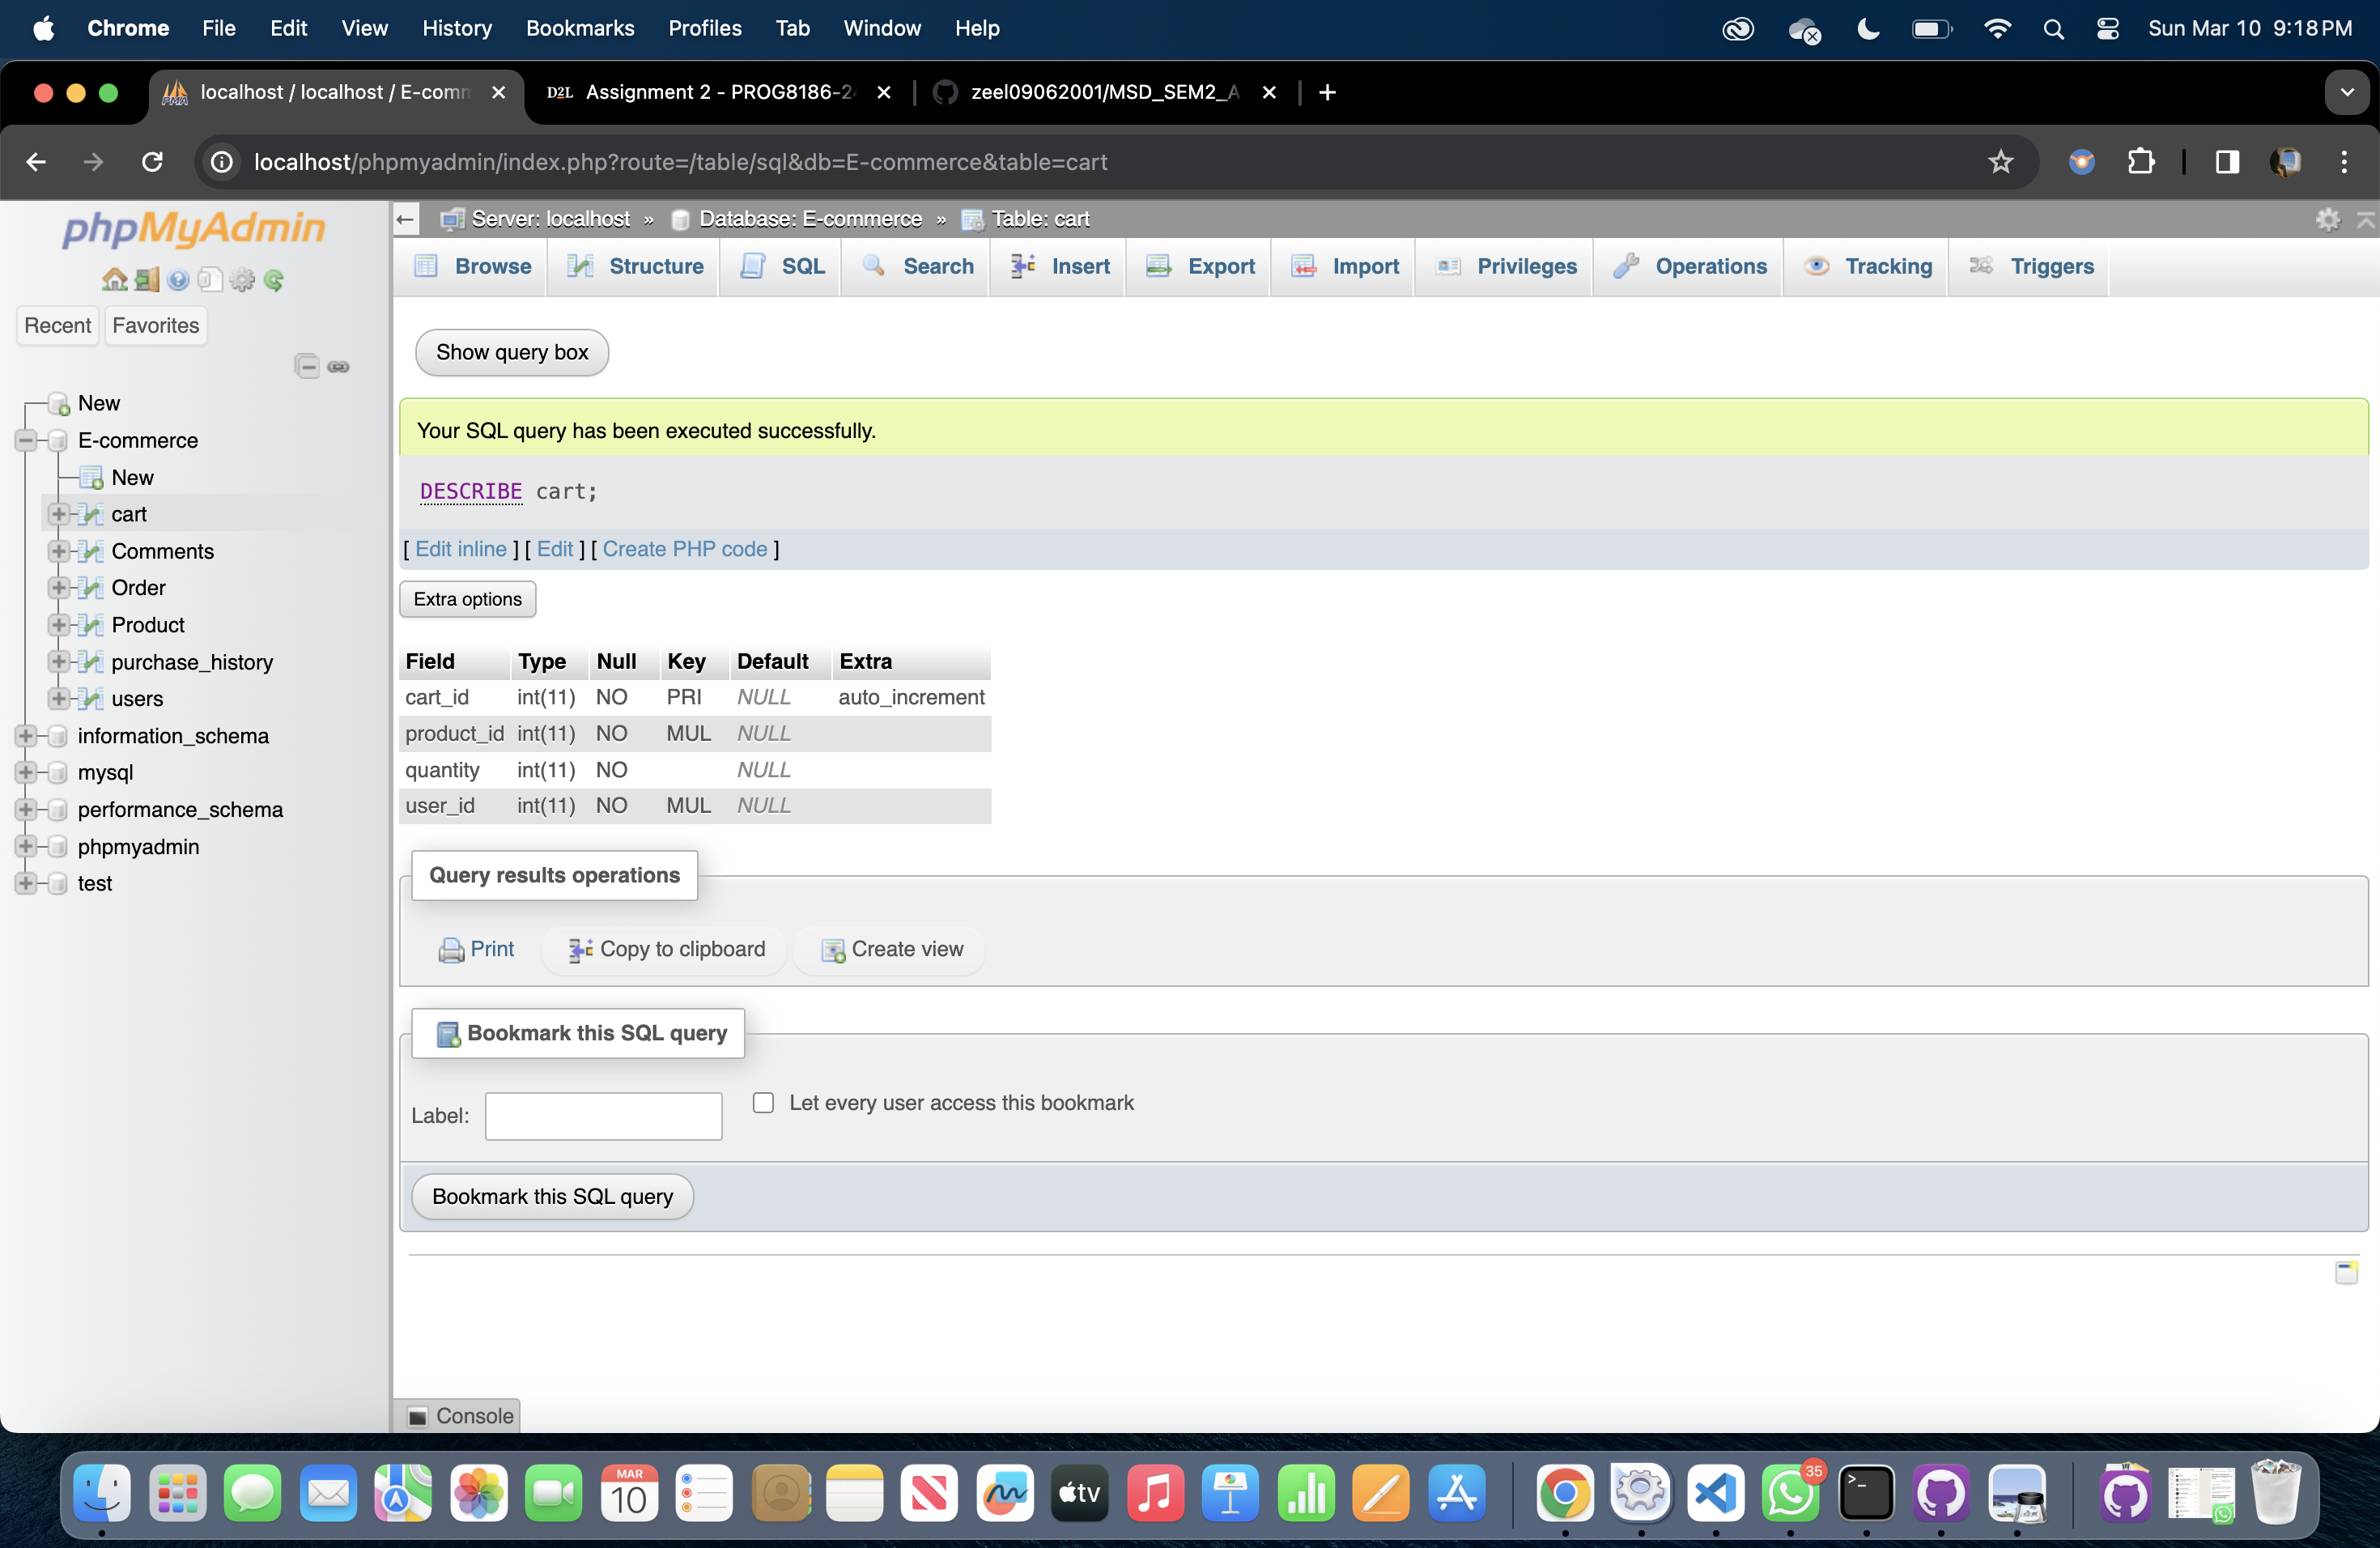 Chrome File Edit View History Bookmarks Profiles Tab Window Help Sun Mar 10 9:18 PM
localhost / localhost / E-comm D2L Assignment 2 - PROG8186-24 zeel09062001/MSD_SEM2_A
localhost/phpmyadmin/index.php?route=/table/sql&db=E-commerce&table=cart
phpMyAdmin
Recent Favorites
New
E-commerce
New
cart
Comments
Order
Product
purchase_history
users
information_schema
mysql
performance_schema
phpmyadmin
test
Server: localhost » Database: E-commerce » Table: cart
Browse Structure SQL Search Insert Export Import Privileges Operations Tracking Triggers
Show query box
Your SQL query has been executed successfully.
DESCRIBE cart;
[ Edit inline ] [ Edit ] [ Create PHP code ]
Extra options
Field Type Null Key Default Extra
cart_id int(11) NO PRI NULL auto_increment
product_id int(11) NO MUL NULL
quantity int(11) NO NULL
user_id int(11) NO MUL NULL
Query results operations
Print Copy to clipboard Create view
Bookmark this SQL query
Label: Let every user access this bookmark
Bookmark this SQL query
Console
MAR
10
tv
35